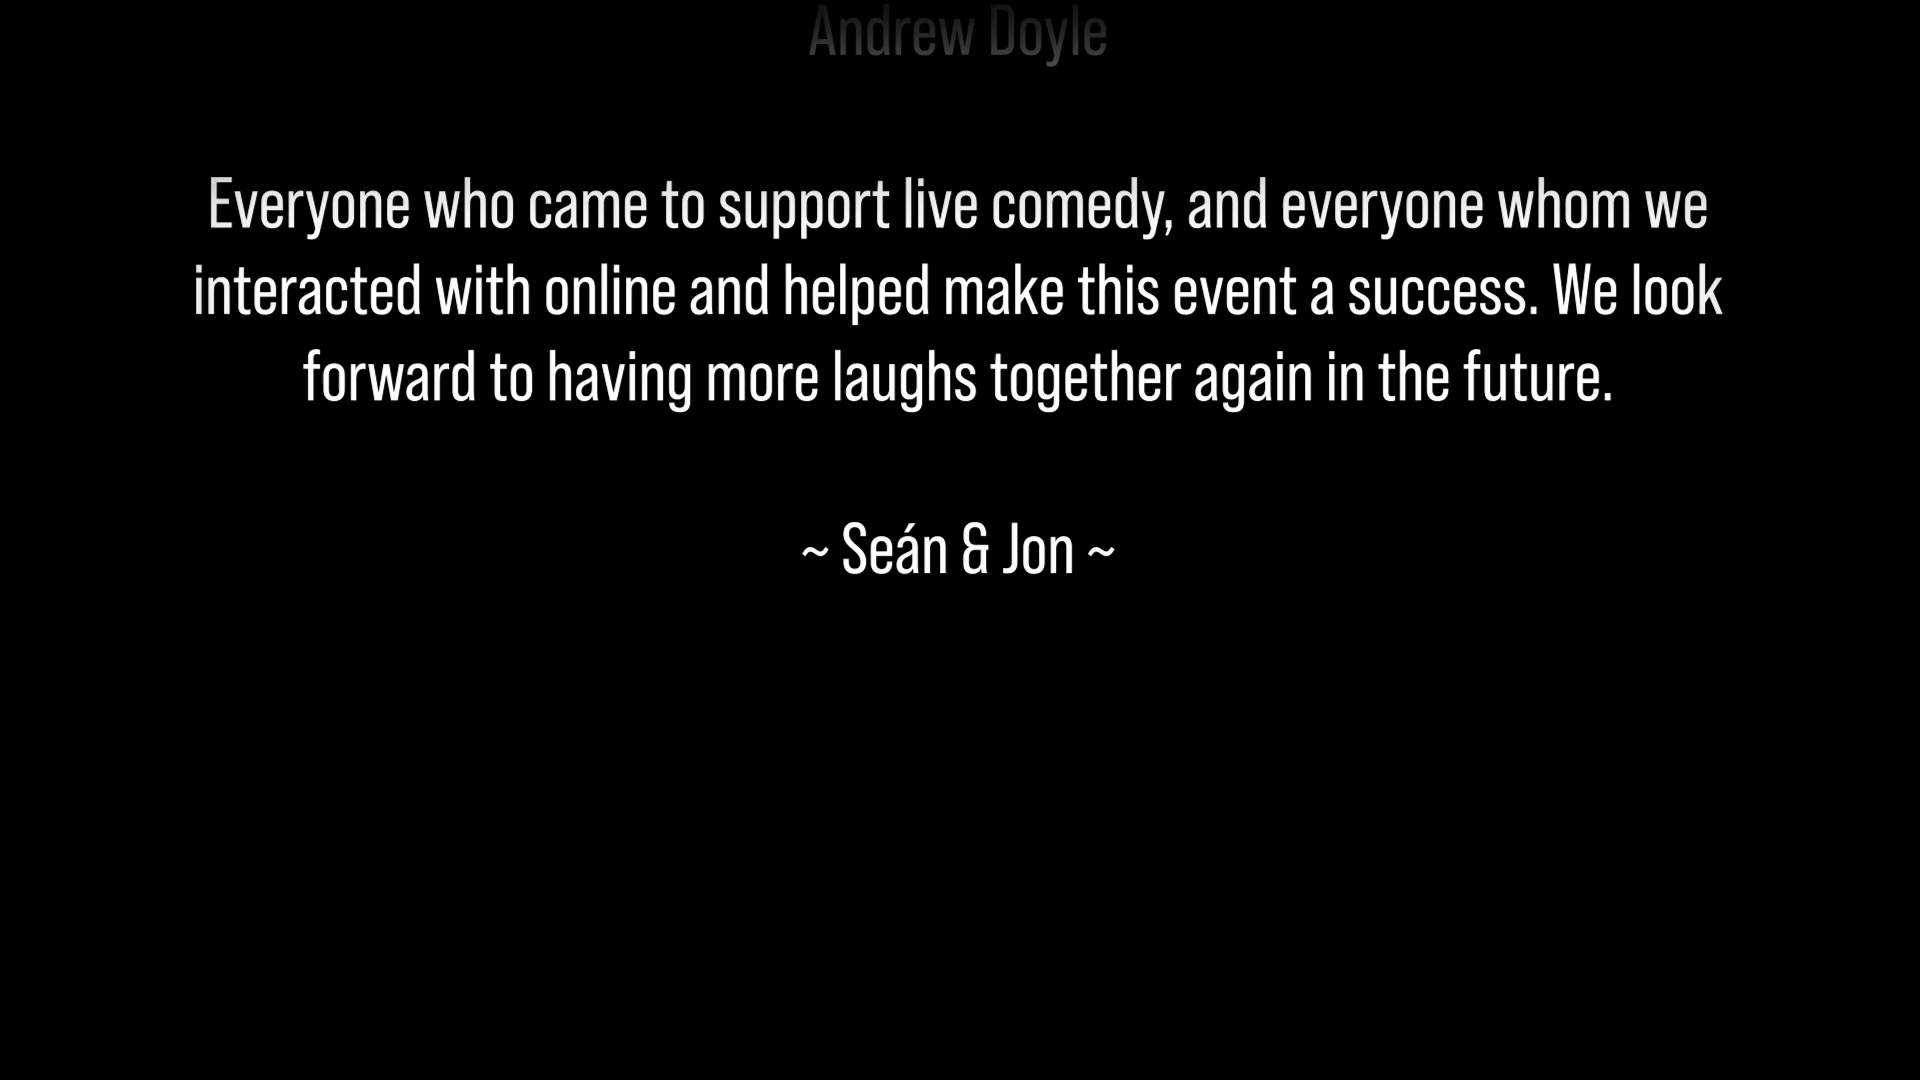 Andrew Doyle
Everyone who came to support live comedy, and everyone whom we
interacted with online and helped make this event a success. We look
forward to having more laughs together again in the future.
~ Seán & Jon ~